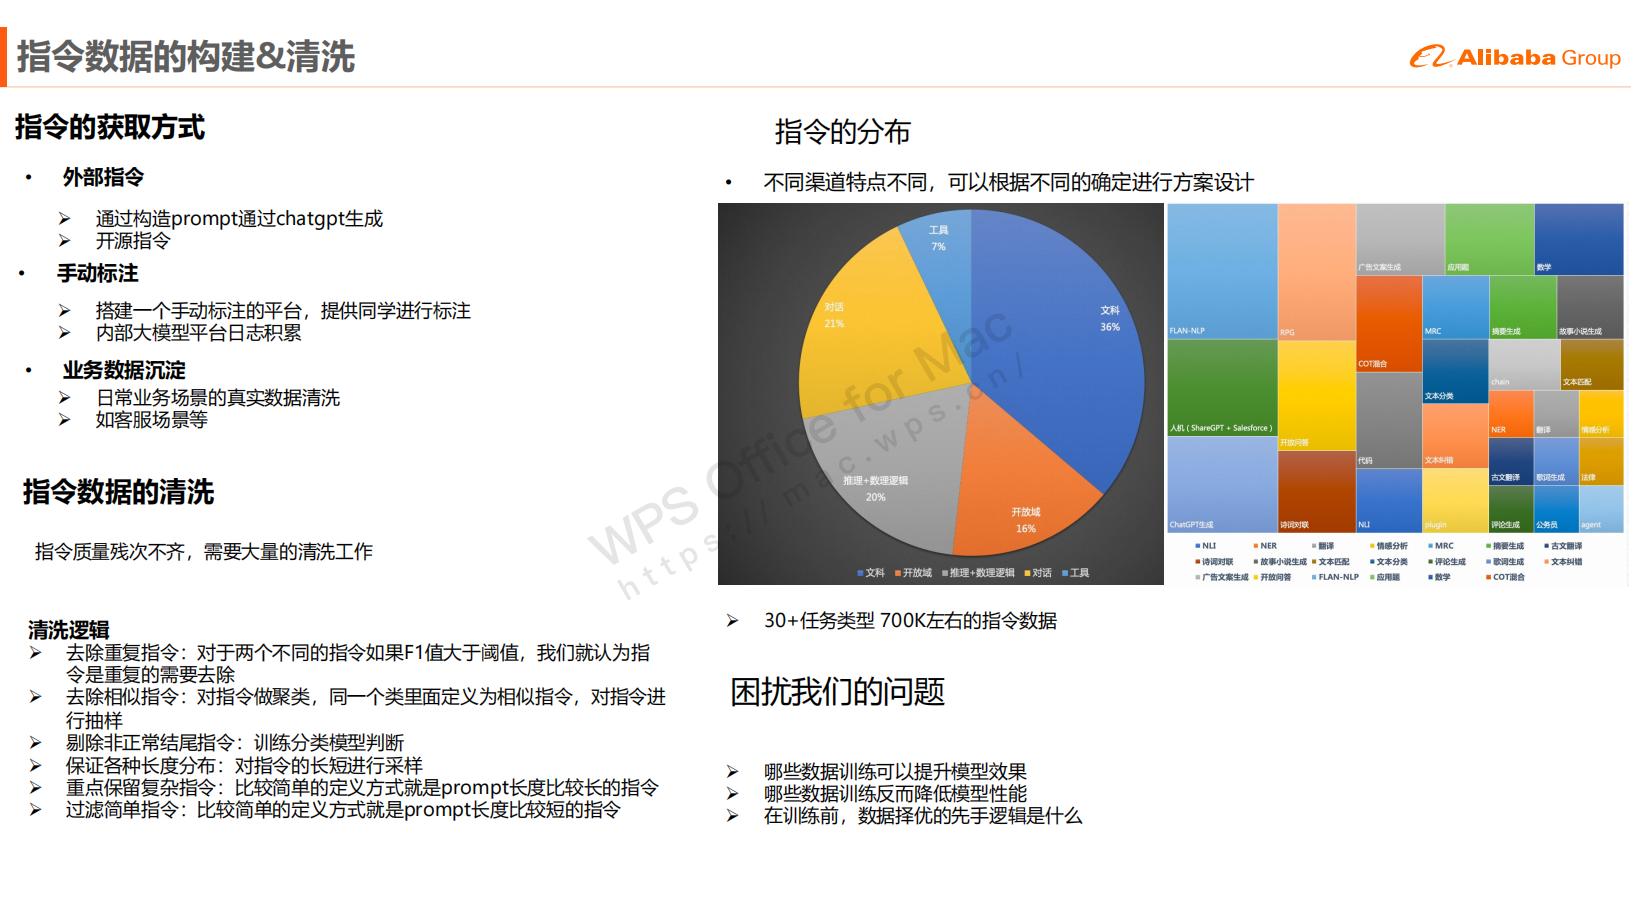 指令数据的构建&清洗
Alibaba Group
指令的获取方式
• 外部指令
➢ 通过构造prompt通过chatgpt生成
➢ 开源指令
• 手动标注
➢ 搭建一个手动标注的平台，提供同学进行标注
➢ 内部大模型平台日志积累
• 业务数据沉淀
➢ 日常业务场景的真实数据清洗
➢ 如客服场景等
指令数据的清洗
指令质量残次不齐，需要大量的清洗工作
清洗逻辑
➢ 去除重复指令：对于两个不同的指令如果F1值大于阈值，我们就认为指
令是重复的需要去除
➢ 去除相似指令：对指令做聚类，同一个类里面定义为相似指令，对指令进
行抽样
➢ 剔除非正常结尾指令：训练分类模型判断
➢ 保证各种长度分布：对指令的长短进行采样
➢ 重点保留复杂指令：比较简单的定义方式就是prompt长度比较长的指令
➢ 过滤简单指令：比较简单的定义方式就是prompt长度比较短的指令
指令的分布
• 不同渠道特点不同，可以根据不同的确定进行方案设计
工具
7%
文科
36%
对话
21%
推理+数理逻辑
20%
开放域
16%
文科 开放域 推理+数理逻辑 对话 工具
FLAN-NLP
人机（ShareGPT + Salesforce）
ChatGPT生成
RPG
开放问答
诗词对联
广告文案生成
应用题
数学
COT混合
MRC
摘要生成
故事小说生成
代码
文本分类
chain
文本匹配
文本纠错
NER
翻译
情感分析
古文翻译
歌词生成
法律
NLI
plugin
评论生成
公务员
agent
NLI NER 翻译 情感分析 MRC 摘要生成 古文翻译
诗词对联 故事小说生成 文本匹配 文本分类 评论生成 歌词生成 文本纠错
广告文案生成 开放问答 FLAN-NLP 应用题 数学 COT混合
➢ 30+任务类型 700K左右的指令数据
困扰我们的问题
➢ 哪些数据训练可以提升模型效果
➢ 哪些数据训练反而降低模型性能
➢ 在训练前，数据择优的先手逻辑是什么
WPS Office for Mac
https://mac.wps.cn/